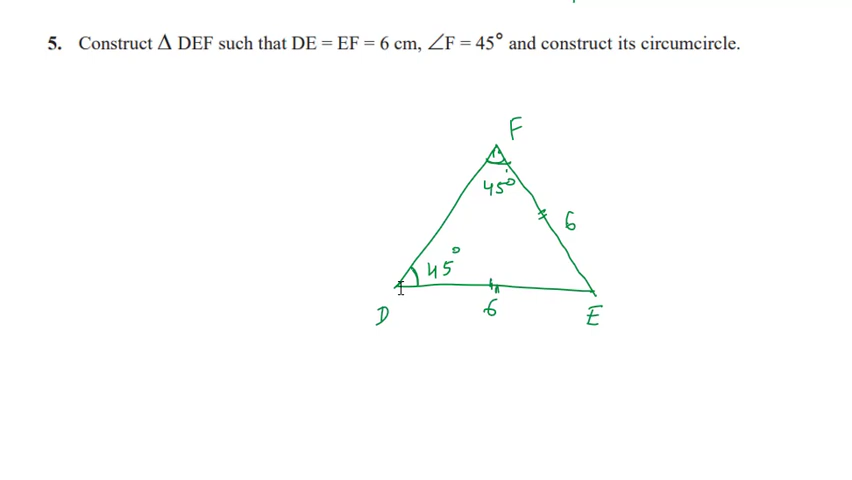 5. Construct Δ DEF such that DE = EF = 6 cm, ∠F = 45° and construct its circumcircle.
F
45°
6
45°
D
6
E